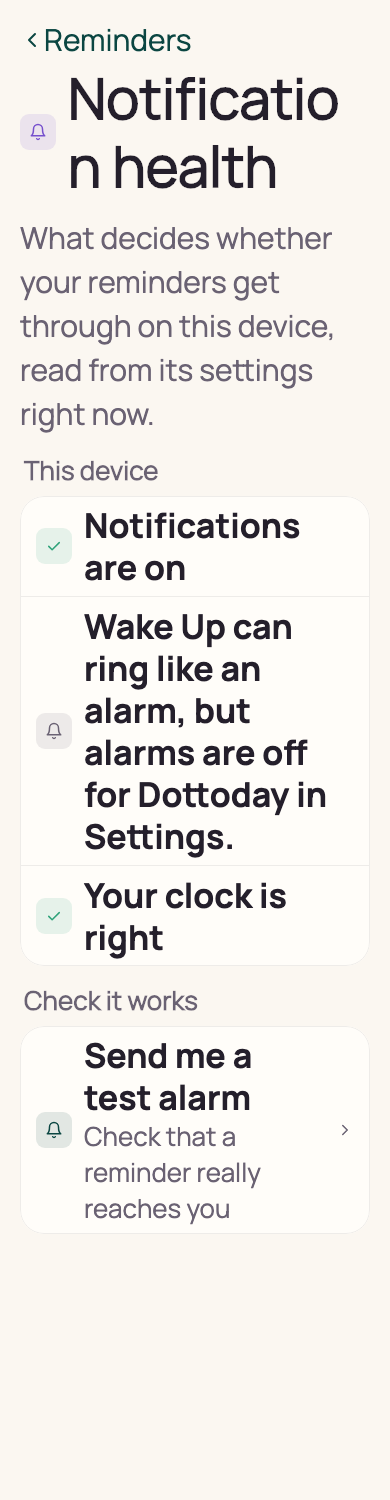 Reminders
Notificatio
n health
What decides whether
your reminders get
through on this device,
read from its settings
right now.
This device
Notifications
are on
Wake Up can
ring like an
alarm, but
alarms are off
for Dottoday in
Settings.
Your clock is
right
Check it works
Send me a
test alarm
Check that a
reminder really
reaches you